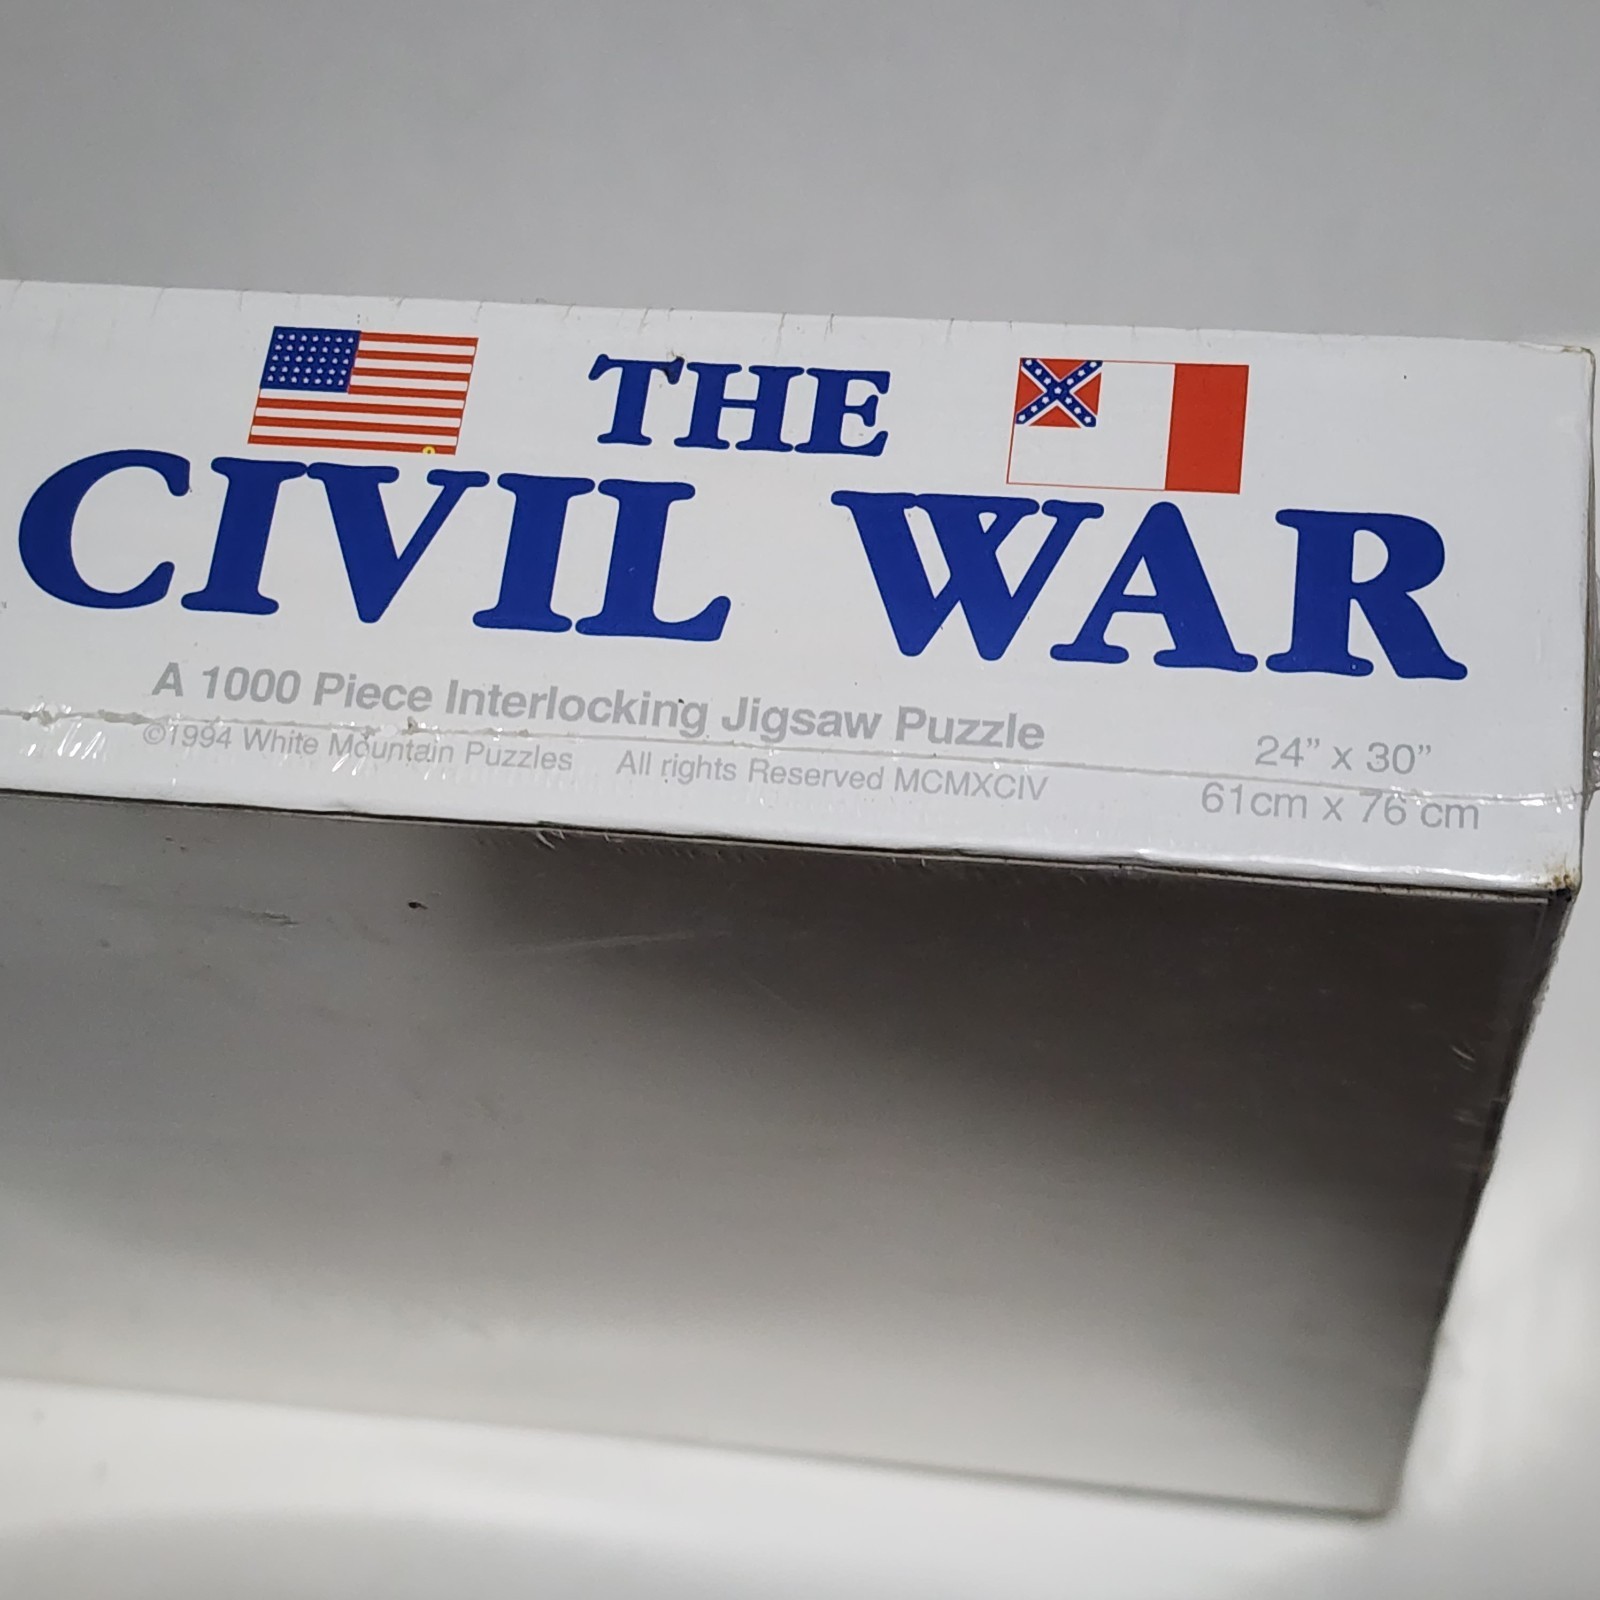 THE
CIVIL WAR
A 1000 Piece Interlocking Jigsaw Puzzle
©1994 White Mountain Puzzles All rights Reserved MCMXCIV
24” x 30”
61cm x 76 cm